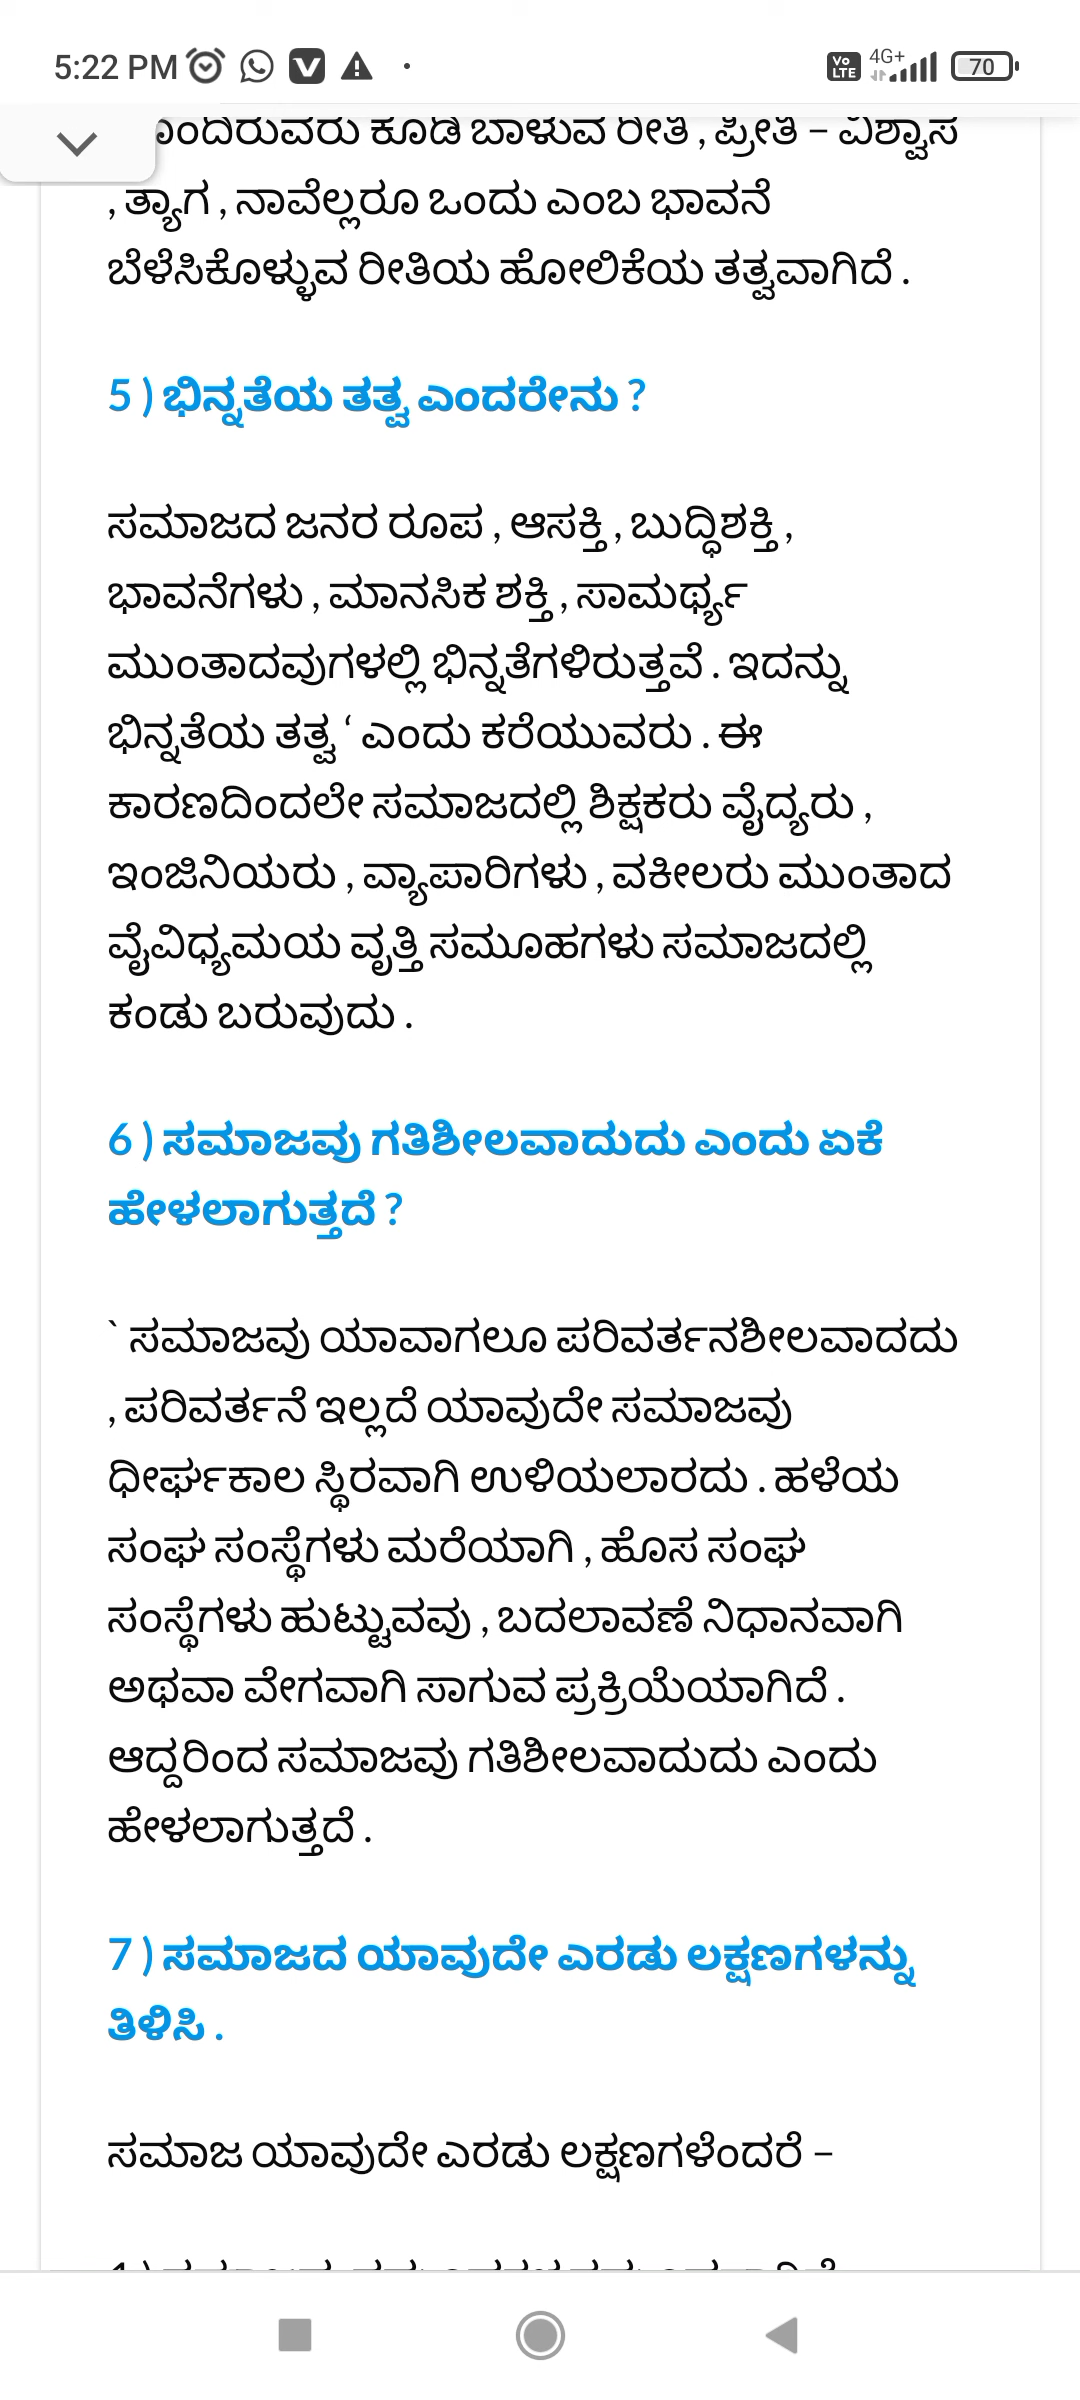 5:22 PM
Vo LTE 4G+ 70
ಕೂಡಿ ಬಾಳುವ ರೀತಿ , ಪ್ರೀತಿ – ವಿಶ್ವಾಸ
, ತ್ಯಾಗ , ನಾವೆಲ್ಲರೂ ಒಂದು ಎಂಬ ಭಾವನೆ
ಬೆಳೆಸಿಕೊಳ್ಳುವ ರೀತಿಯ ಹೋಲಿಕೆಯ ತತ್ವವಾಗಿದೆ .
5 ) ಭಿನ್ನತೆಯ ತತ್ವ ಎಂದರೇನು ?
ಸಮಾಜದ ಜನರ ರೂಪ , ಆಸಕ್ತಿ , ಬುದ್ಧಿಶಕ್ತಿ ,
ಭಾವನೆಗಳು , ಮಾನಸಿಕ ಶಕ್ತಿ , ಸಾಮರ್ಥ್ಯ
ಮುಂತಾದವುಗಳಲ್ಲಿ ಭಿನ್ನತೆಗಳಿರುತ್ತವೆ . ಇದನ್ನು
ಭಿನ್ನತೆಯ ತತ್ವ ‘ ಎಂದು ಕರೆಯುವರು . ಈ
ಕಾರಣದಿಂದಲೇ ಸಮಾಜದಲ್ಲಿ ಶಿಕ್ಷಕರು ವೈದ್ಯರು ,
ಇಂಜಿನಿಯರು , ವ್ಯಾಪಾರಿಗಳು , ವಕೀಲರು ಮುಂತಾದ
ವೈವಿಧ್ಯಮಯ ವೃತ್ತಿ ಸಮೂಹಗಳು ಸಮಾಜದಲ್ಲಿ
ಕಂಡು ಬರುವುದು .
6 ) ಸಮಾಜವು ಗತಿಶೀಲವಾದುದು ಎಂದು ಏಕೆ
ಹೇಳಲಾಗುತ್ತದೆ ?
` ಸಮಾಜವು ಯಾವಾಗಲೂ ಪರಿವರ್ತನಶೀಲವಾದದು
, ಪರಿವರ್ತನೆ ಇಲ್ಲದೆ ಯಾವುದೇ ಸಮಾಜವು
ಧೀರ್ಘಕಾಲ ಸ್ಥಿರವಾಗಿ ಉಳಿಯಲಾರದು . ಹಳೆಯ
ಸಂಘ ಸಂಸ್ಥೆಗಳು ಮರೆಯಾಗಿ , ಹೊಸ ಸಂಘ
ಸಂಸ್ಥೆಗಳು ಹುಟ್ಟುವವು , ಬದಲಾವಣೆ ನಿಧಾನವಾಗಿ
ಅಥವಾ ವೇಗವಾಗಿ ಸಾಗುವ ಪ್ರಕ್ರಿಯೆಯಾಗಿದೆ .
ಆದ್ದರಿಂದ ಸಮಾಜವು ಗತಿಶೀಲವಾದುದು ಎಂದು
ಹೇಳಲಾಗುತ್ತದೆ .
7 ) ಸಮಾಜದ ಯಾವುದೇ ಎರಡು ಲಕ್ಷಣಗಳನ್ನು
ತಿಳಿಸಿ .
ಸಮಾಜ ಯಾವುದೇ ಎರಡು ಲಕ್ಷಣಗಳೆಂದರೆ –